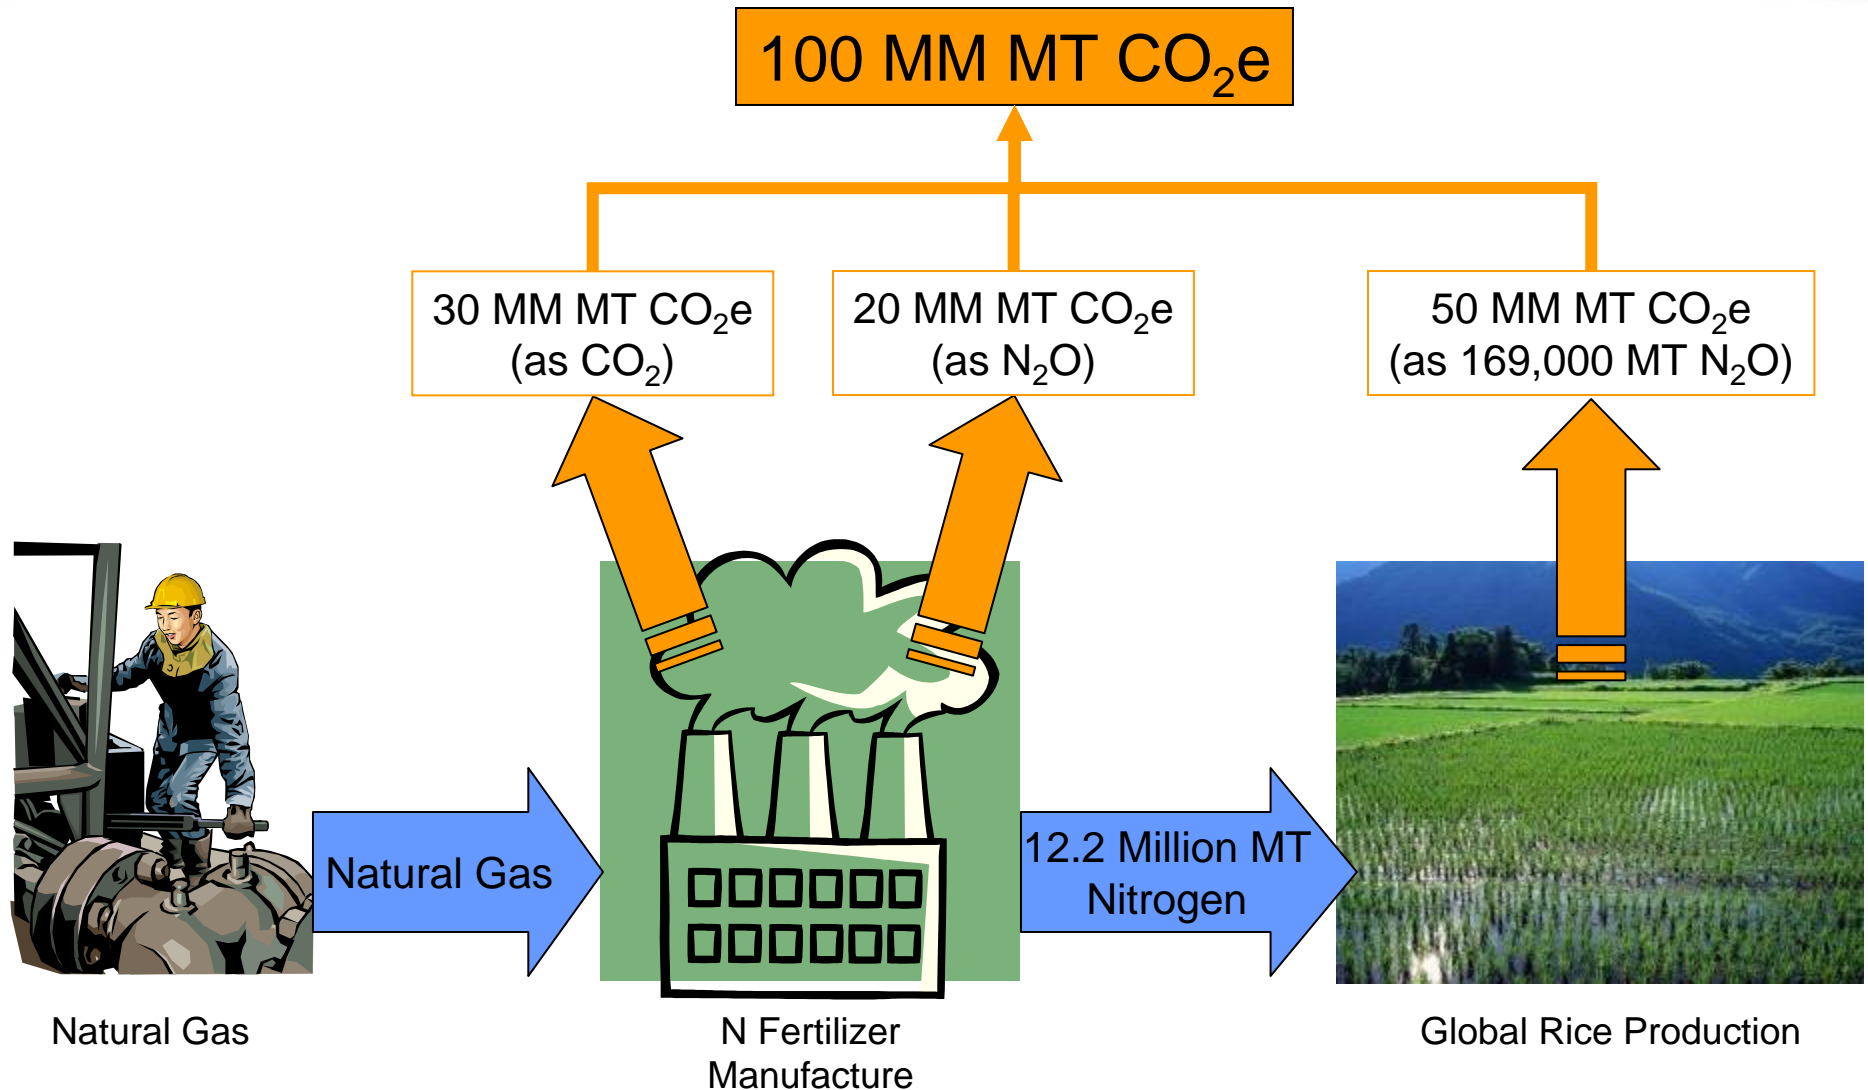 100 MM MT CO₂e
30 MM MT CO₂e
(as CO₂)
20 MM MT CO₂e
(as N₂O)
50 MM MT CO₂e
(as 169,000 MT N₂O)
Natural Gas
12.2 Million MT
Nitrogen
Natural Gas
N Fertilizer
Manufacture
Global Rice Production